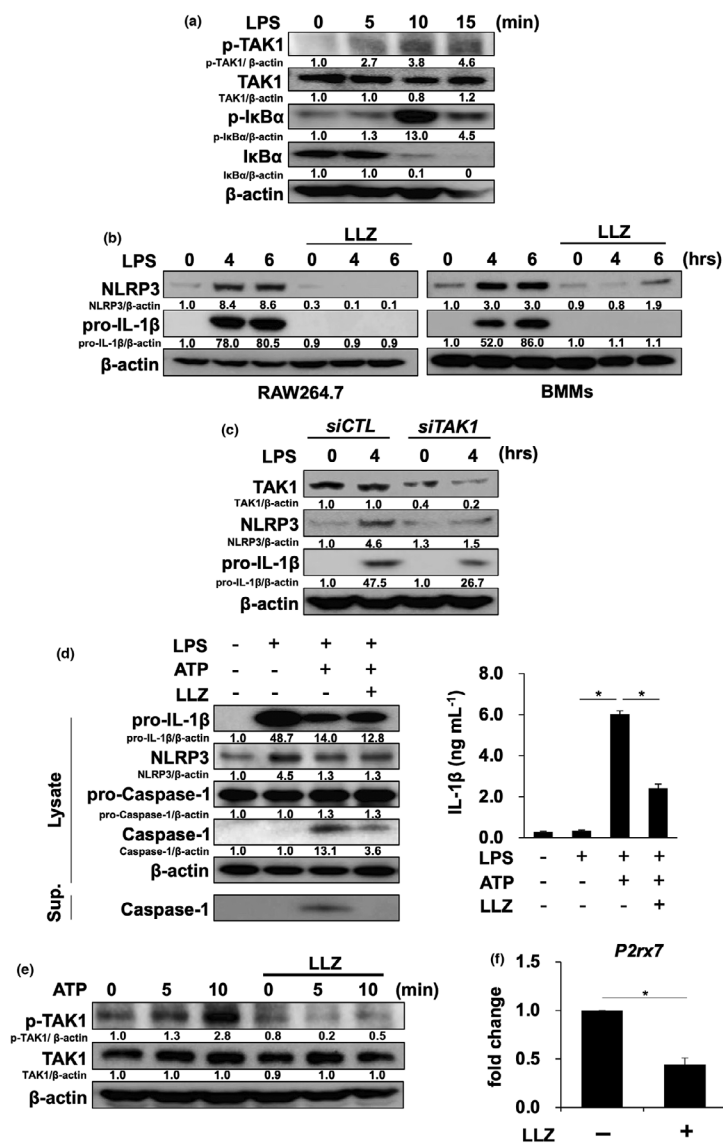 (a)
LPS 0 5 10 15 (min)
p-TAK1
p-TAK1/ β-actin 1.0 2.7 3.8 4.6
TAK1
TAK1/β-actin 1.0 1.0 0.8 1.2
p-IκBα
p-IκBα/β-actin 1.0 1.3 13.0 4.5
IκBα
IκBα/β-actin 1.0 1.0 0.1 0
β-actin
(b)
LLZ LLZ
LPS 0 4 6 0 4 6 0 4 6 0 4 6 (hrs)
NLRP3
NLRP3/β-actin 1.0 8.4 8.6 0.3 0.1 0.1 1.0 3.0 3.0 0.9 0.8 1.9
pro-IL-1β
pro-IL-1β/β-actin 1.0 78.0 80.5 0.9 0.9 0.9 1.0 52.0 86.0 1.0 1.1 1.1
β-actin
RAW264.7 BMMs
(c)
siCTL siTAK1
LPS 0 4 0 4 (hrs)
TAK1
TAK1/β-actin 1.0 1.0 0.4 0.2
NLRP3
NLRP3/β-actin 1.0 4.6 1.3 1.5
pro-IL-1β
pro-IL-1β/β-actin 1.0 47.5 1.0 26.7
β-actin
(d)
LPS - + + +
ATP - - + +
LLZ - - - +
Lysate
pro-IL-1β
pro-IL-1β/β-actin 1.0 48.7 14.0 12.8
NLRP3
NLRP3/β-actin 1.0 4.5 1.3 1.3
pro-Caspase-1
pro-Caspase-1/β-actin 1.0 1.0 1.3 1.3
Caspase-1
Caspase-1/β-actin 1.0 1.0 13.1 3.6
β-actin
Sup.
Caspase-1
IL-1β (ng mL-1)
8.0
6.0
4.0
2.0
0.0
* *
LPS - + + +
ATP - - + +
LLZ - - - +
(e)
LLZ
ATP 0 5 10 0 5 10 (min)
p-TAK1
p-TAK1/ β-actin 1.0 1.3 2.8 0.8 0.2 0.5
TAK1
TAK1/β-actin 1.0 1.0 1.0 0.9 1.0 1.0
β-actin
(f)
P2rx7
fold change
1.5
1.0
0.5
0.0
*
LLZ - +